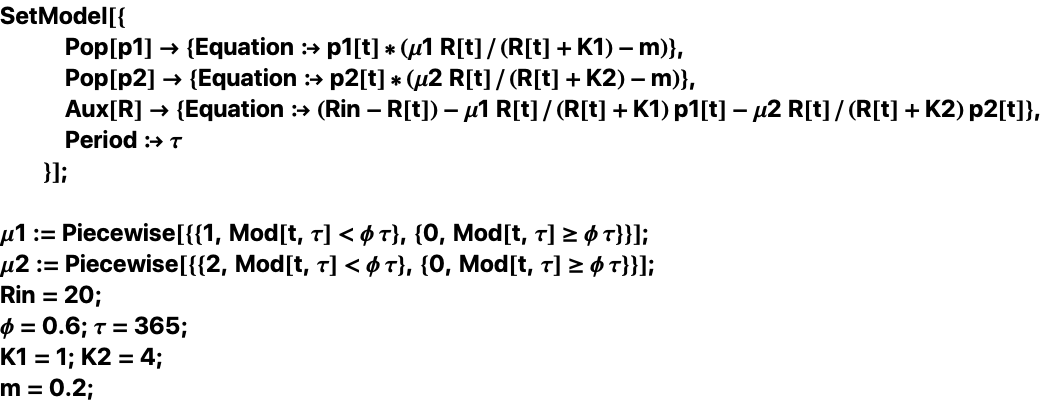 SetModel[{
Pop[p1] → {Equation :→ p1[t] * (μ1 R[t] / (R[t] + K1) − m)},
Pop[p2] → {Equation :→ p2[t] * (μ2 R[t] / (R[t] + K2) − m)},
Aux[R] → {Equation :→ (Rin − R[t]) − μ1 R[t] / (R[t] + K1) p1[t] − μ2 R[t] / (R[t] + K2) p2[t]},
Period :→ τ
}];
μ1 := Piecewise[{{1, Mod[t, τ] < ϕ τ}, {0, Mod[t, τ] ≥ ϕ τ}}];
μ2 := Piecewise[{{2, Mod[t, τ] < ϕ τ}, {0, Mod[t, τ] ≥ ϕ τ}}];
Rin = 20;
ϕ = 0.6; τ = 365;
K1 = 1; K2 = 4;
m = 0.2;